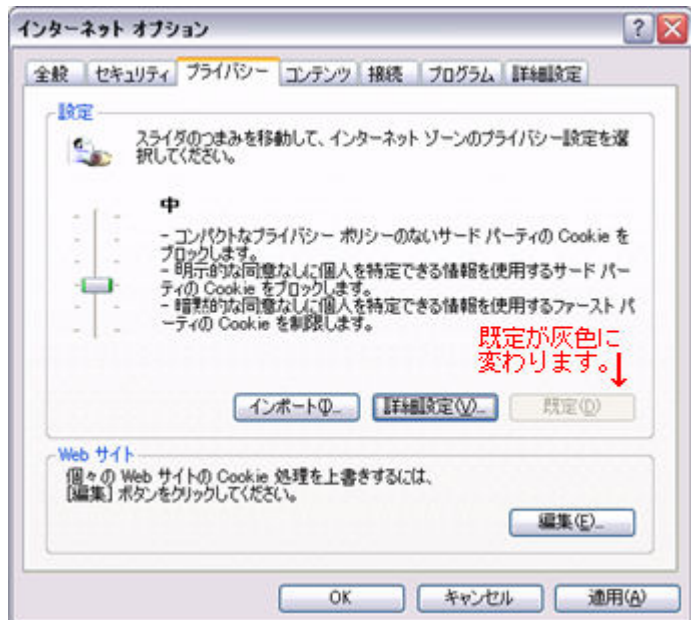 インターネット オプション
全般 セキュリティ プライバシー コンテンツ 接続 プログラム 詳細設定
設定
スライダのつまみを移動して、インターネット ゾーンのプライバシー設定を選
択してください。
中
- コンパクトなプライバシー ポリシーのないサード パーティの Cookie を
ブロックします。
- 明示的な同意なしに個人を特定できる情報を使用するサード パー
ティの Cookie をブロックします。
- 暗黙的な同意なしに個人を特定できる情報を使用するファースト パ
ーティの Cookie を制限します。
既定が灰色に
変わります。↓
インポート(I)... 詳細設定(V)... 既定(D)
Web サイト
個々の Web サイトの Cookie 処理を上書きするには、
[編集] ボタンをクリックしてください。
編集(E)...
OK キャンセル 適用(A)